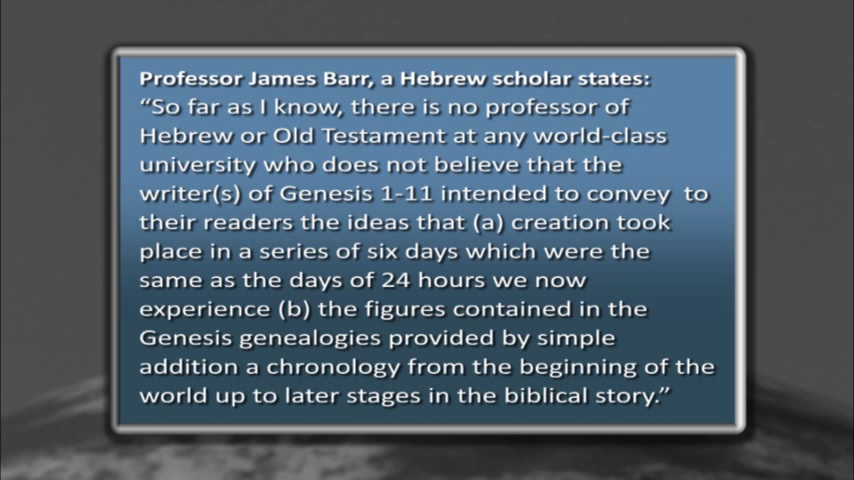 Professor James Barr, a Hebrew scholar states:
“So far as I know, there is no professor of
Hebrew or Old Testament at any world-class
university who does not believe that the
writer(s) of Genesis 1-11 intended to convey  to
their readers the ideas that (a) creation took
place in a series of six days which were the
same as the days of 24 hours we now
experience (b) the figures contained in the
Genesis genealogies provided by simple
addition a chronology from the beginning of the
world up to later stages in the biblical story.”